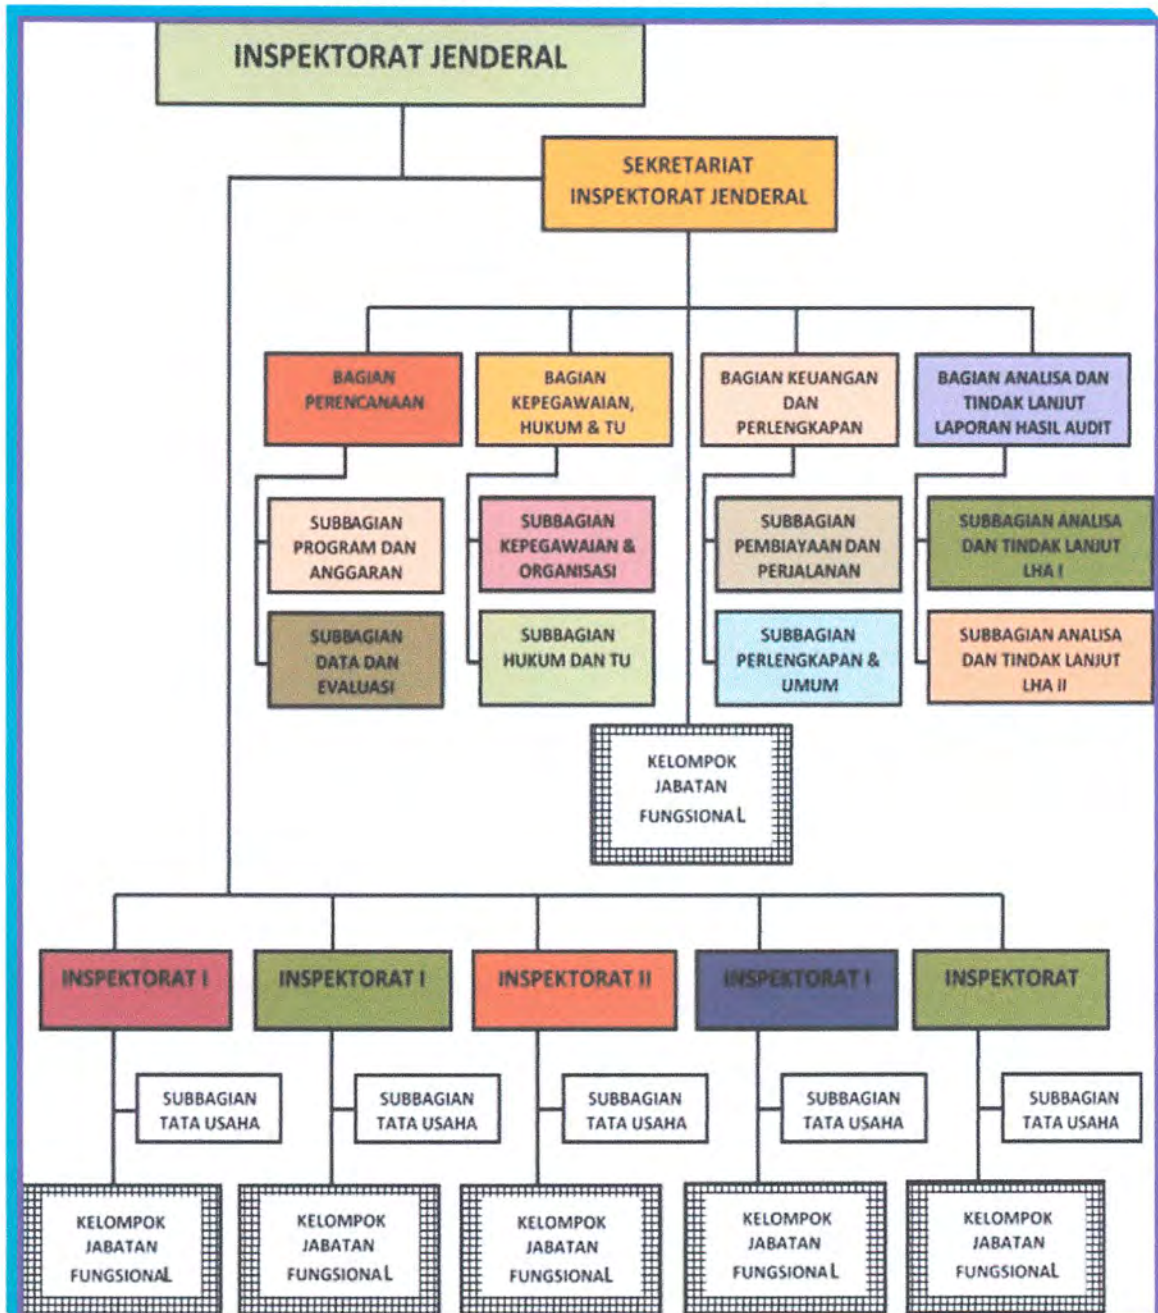 INSPEKTORAT JENDERAL
SEKRETARIAT
INSPEKTORAT JENDERAL
BAGIAN
PERENCANAAN
BAGIAN
KEPEGAWAIAN,
HUKUM & TU
BAGIAN KEUANGAN
DAN
PERLENGKAPAN
BAGIAN ANALISA DAN
TINDAK LANJUT
LAPORAN HASIL AUDIT
SUBBAGIAN
PROGRAM DAN
ANGGARAN
SUBBAGIAN
KEPEGAWAIAN &
ORGANISASI
SUBBAGIAN
PEMBIAYAAN DAN
PERJALANAN
SUBBAGIAN ANALISA
DAN TINDAK LANJUT
LHA I
SUBBAGIAN
DATA DAN
EVALUASI
SUBBAGIAN
HUKUM DAN TU
SUBBAGIAN
PERLENGKAPAN &
UMUM
SUBBAGIAN ANALISA
DAN TINDAK LANJUT
LHA II
KELOMPOK
JABATAN
FUNGSIONAL
INSPEKTORAT I
INSPEKTORAT I
INSPEKTORAT II
INSPEKTORAT I
INSPEKTORAT
SUBBAGIAN
TATA USAHA
SUBBAGIAN
TATA USAHA
SUBBAGIAN
TATA USAHA
SUBBAGIAN
TATA USAHA
SUBBAGIAN
TATA USAHA
KELOMPOK
JABATAN
FUNGSIONAL
KELOMPOK
JABATAN
FUNGSIONAL
KELOMPOK
JABATAN
FUNGSIONAL
KELOMPOK
JABATAN
FUNGSIONAL
KELOMPOK
JABATAN
FUNGSIONAL